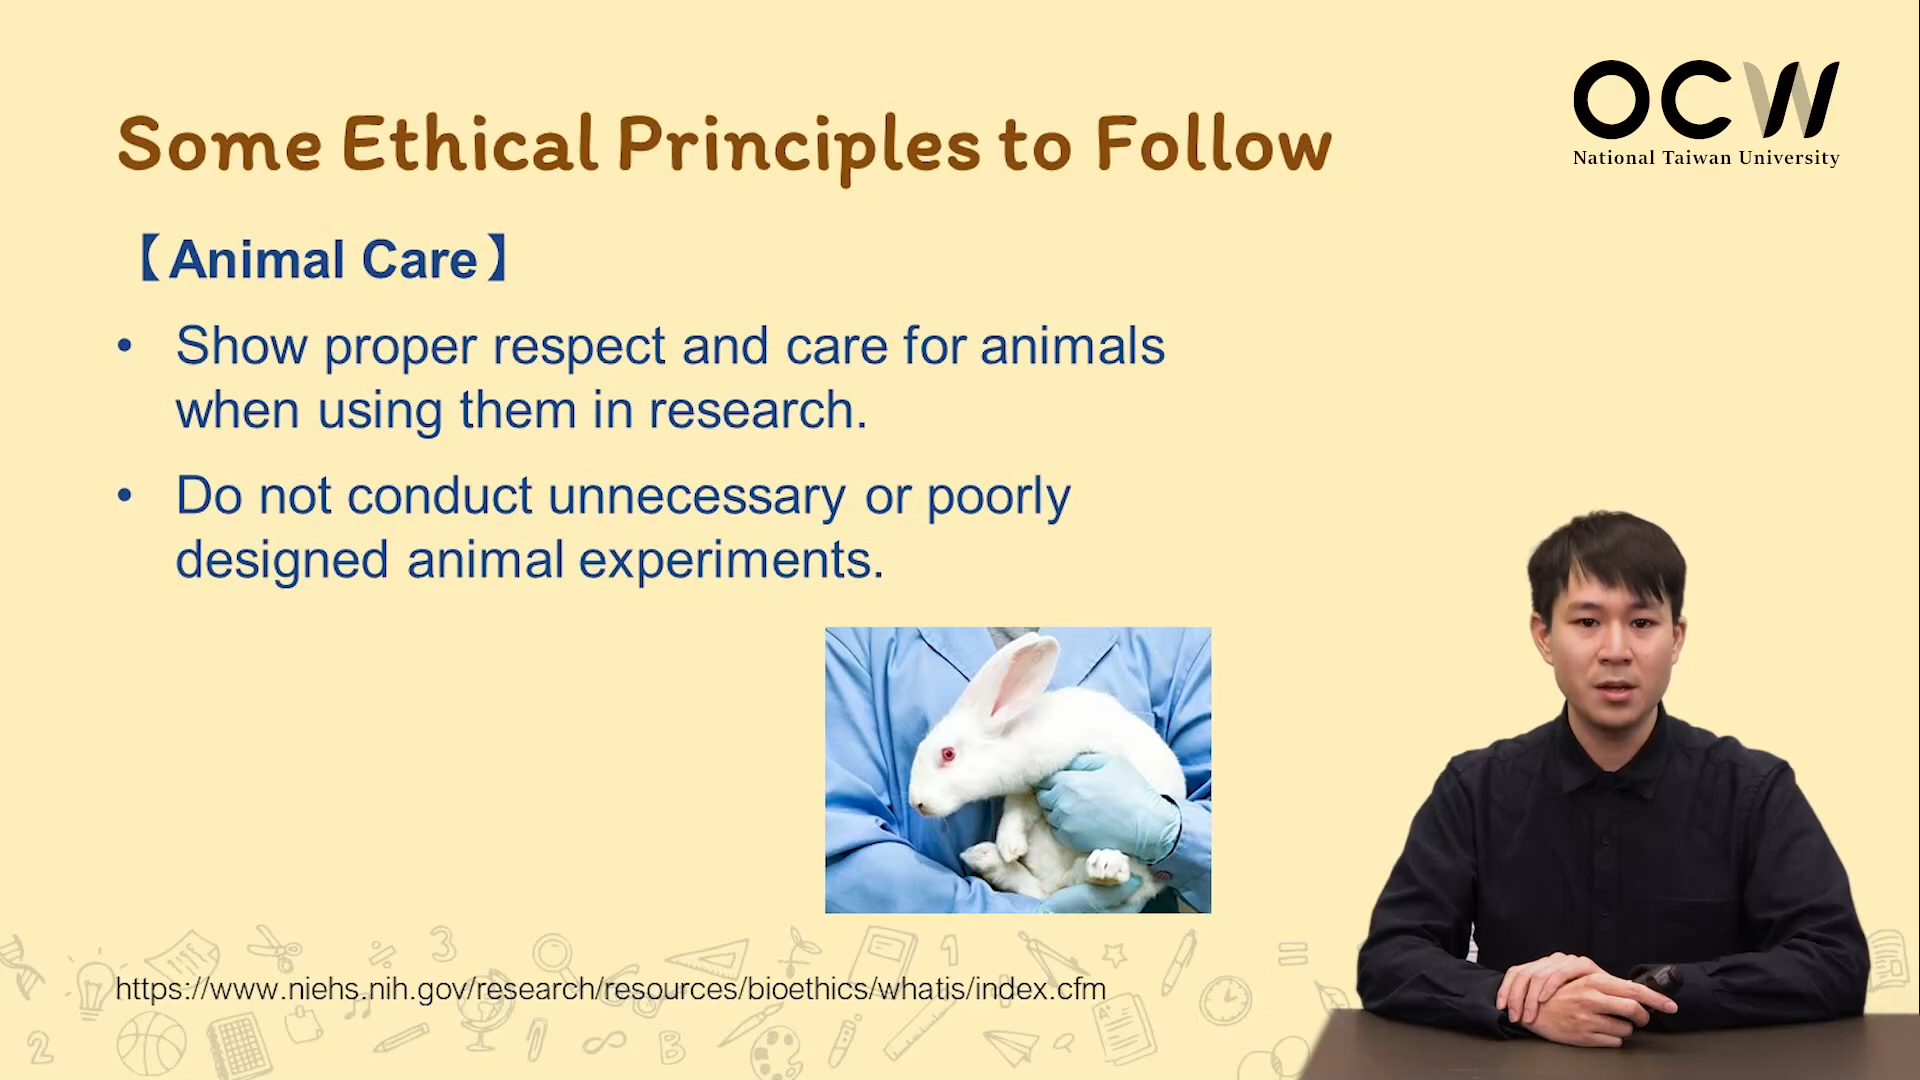 OCW
National Taiwan University
Some Ethical Principles to Follow
【Animal Care】
• Show proper respect and care for animals
when using them in research.
• Do not conduct unnecessary or poorly
designed animal experiments.
https://www.niehs.nih.gov/research/resources/bioethics/whatis/index.cfm